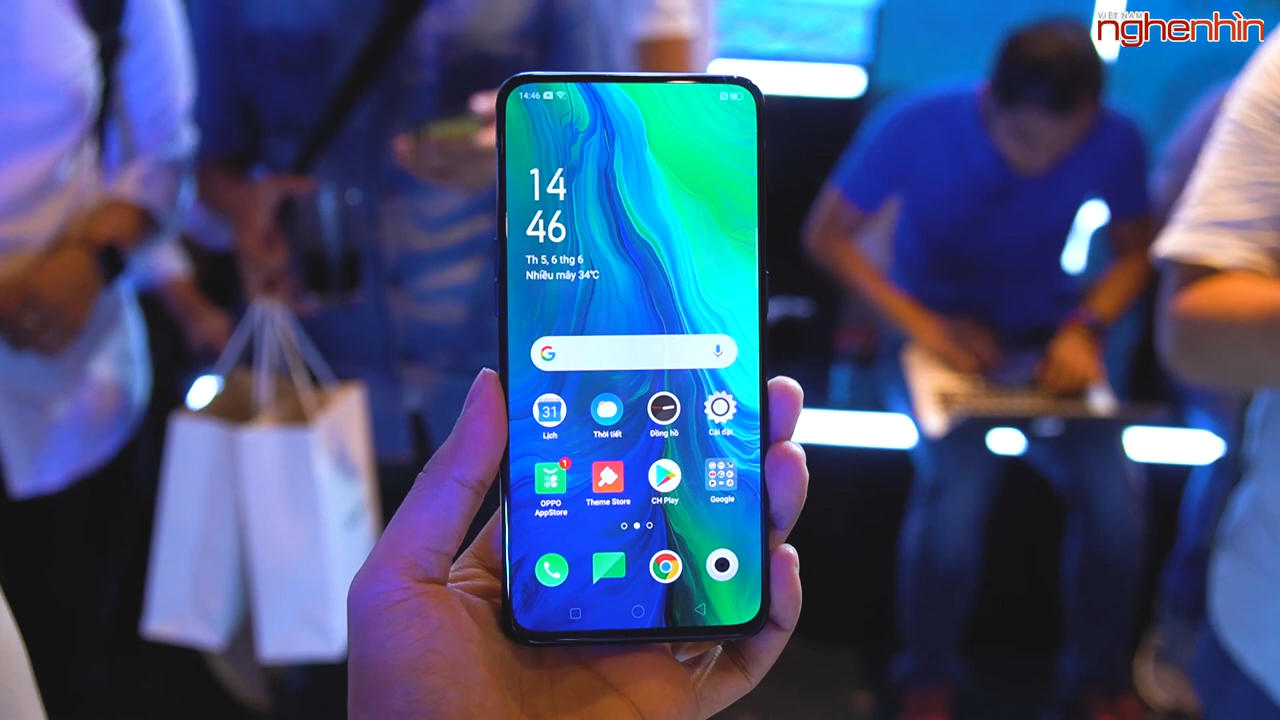 VIỆT NAM
nghenhìn
14:46
14
46
Th 5, 6 thg 6
Nhiều mây 34°C
31
Lịch
Thời tiết
Đồng hồ
Cài đặt
1
OPPO
AppStore
Theme Store
CH Play
Google